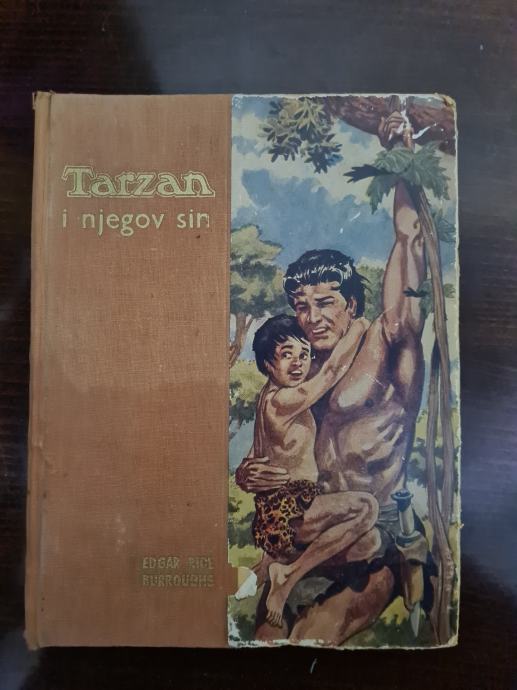 Tarzan
i njegov sin
EDGAR RICE
BURROUGHS